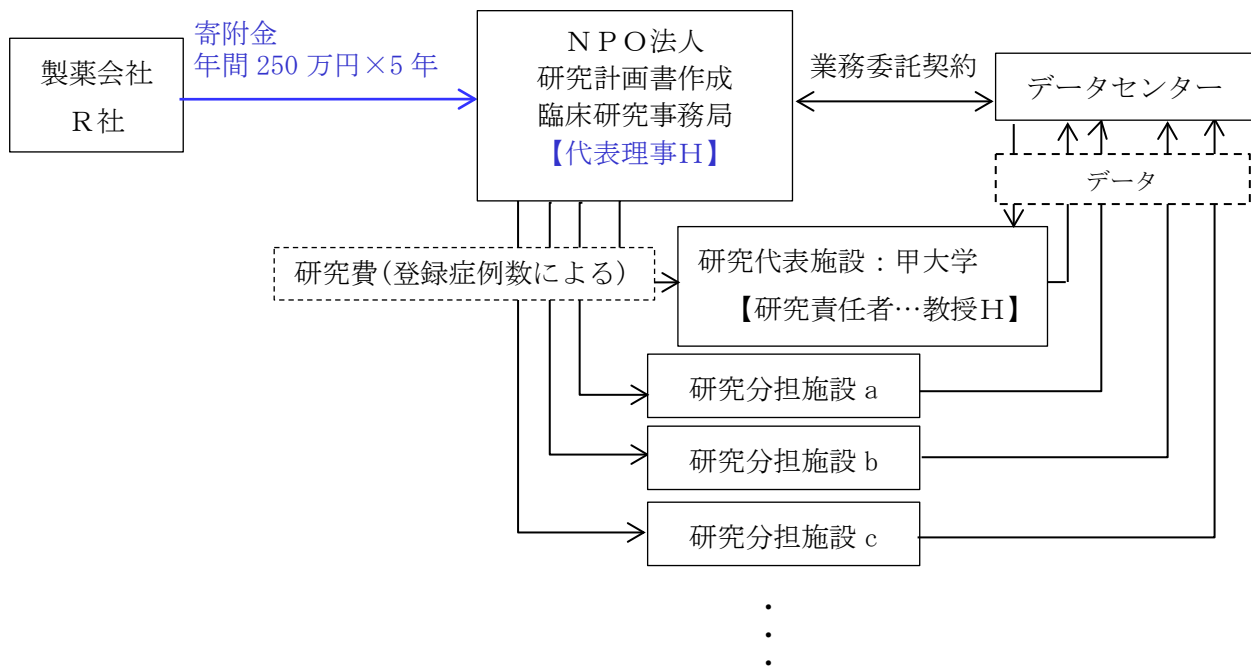 製薬会社
Ｒ社
寄附金
年間 250 万円×5 年
ＮＰＯ法人
研究計画書作成
臨床研究事務局
【代表理事Ｈ】
業務委託契約
データセンター
データ
研究費（登録症例数による）
研究代表施設：甲大学
【研究責任者…教授Ｈ】
研究分担施設 a
研究分担施設 b
研究分担施設 c
・
・
・